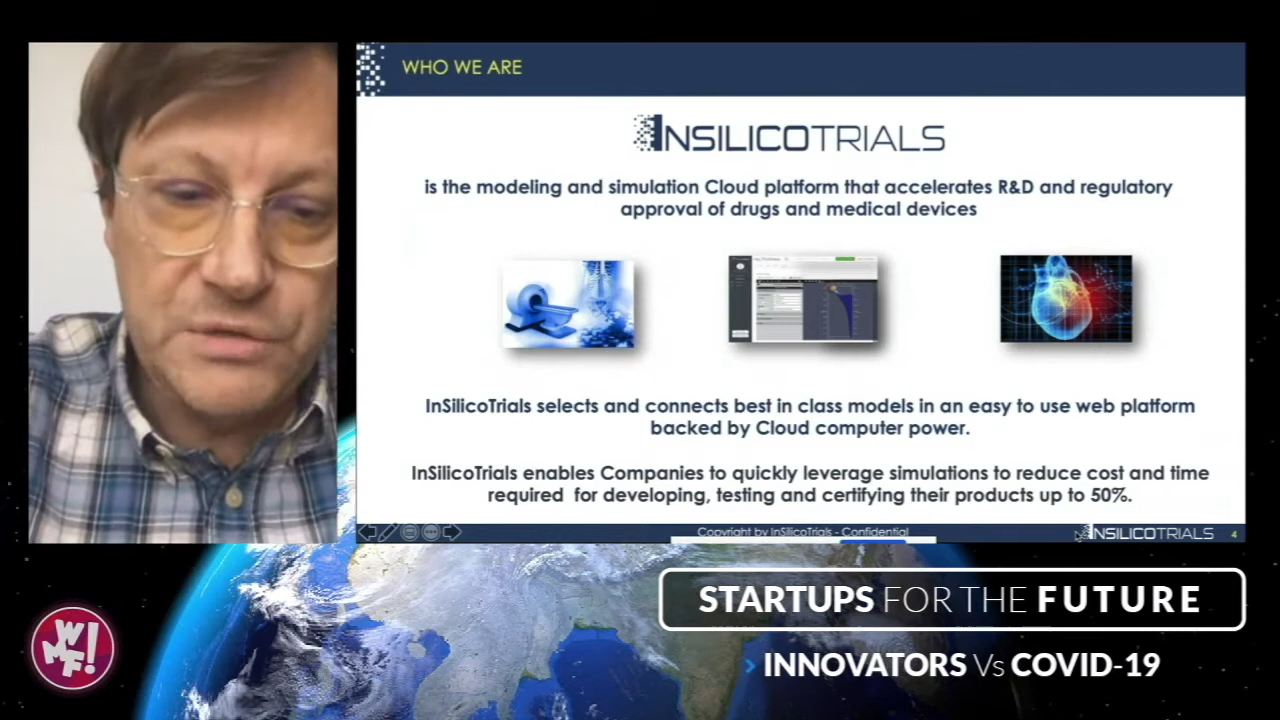 WHO WE ARE
INSILICOTRIALS
is the modeling and simulation Cloud platform that accelerates R&D and regulatory
approval of drugs and medical devices
InSilicoTrials selects and connects best in class models in an easy to use web platform
backed by Cloud computer power.
InSilicoTrials enables Companies to quickly leverage simulations to reduce cost and time
required for developing, testing and certifying their products up to 50%.
Copyright by InSilicoTrials - Confidential
INSILICOTRIALS
4
STARTUPS FOR THE FUTURE
› INNOVATORS Vs COVID-19
WMF!